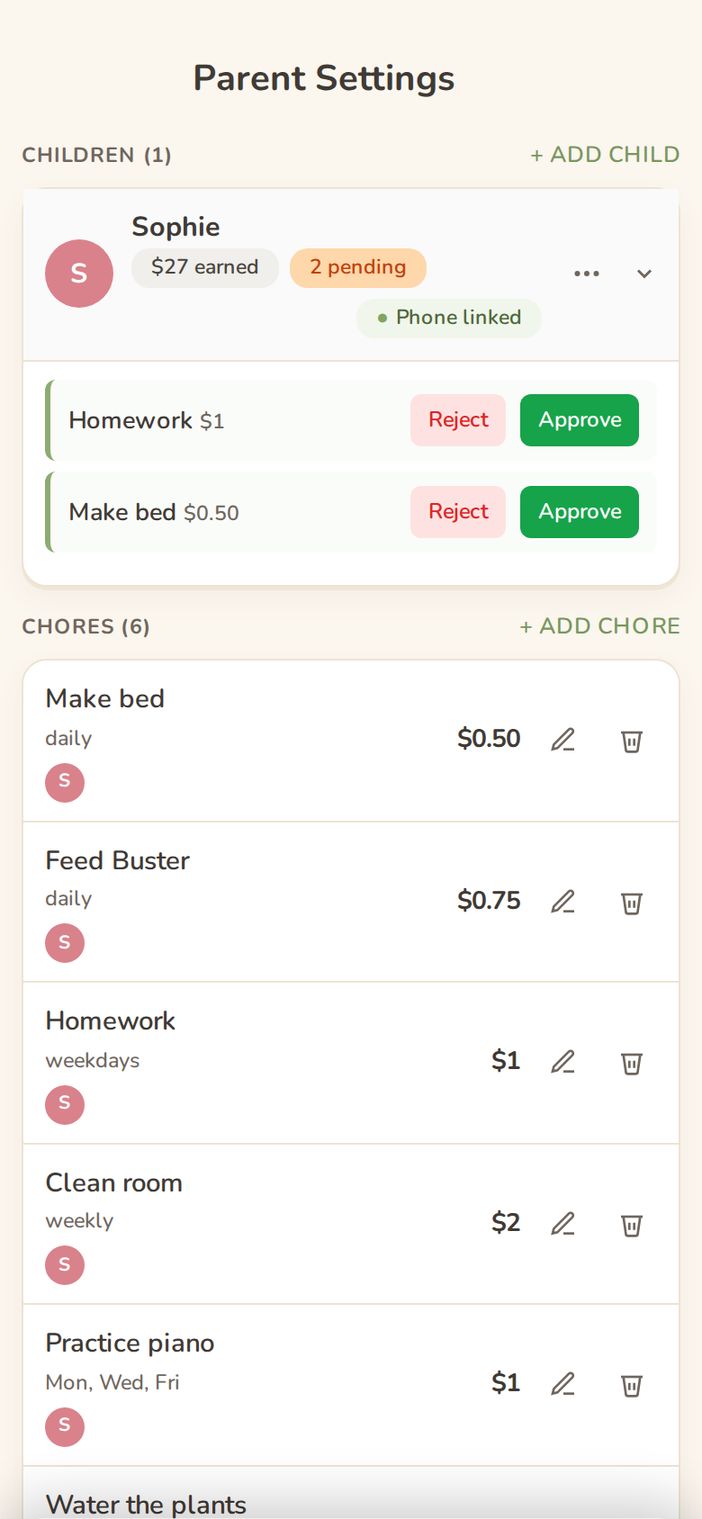 Parent Settings
CHILDREN (1) + ADD CHILD
Sophie
S
$27 earned 2 pending
Phone linked
Homework $1 Reject Approve
Make bed $0.50 Reject Approve
CHORES (6) + ADD CHORE
Make bed
daily
$0.50
S
Feed Buster
daily
$0.75
S
Homework
weekdays
$1
S
Clean room
weekly
$2
S
Practice piano
Mon, Wed, Fri
$1
S
Water the plants